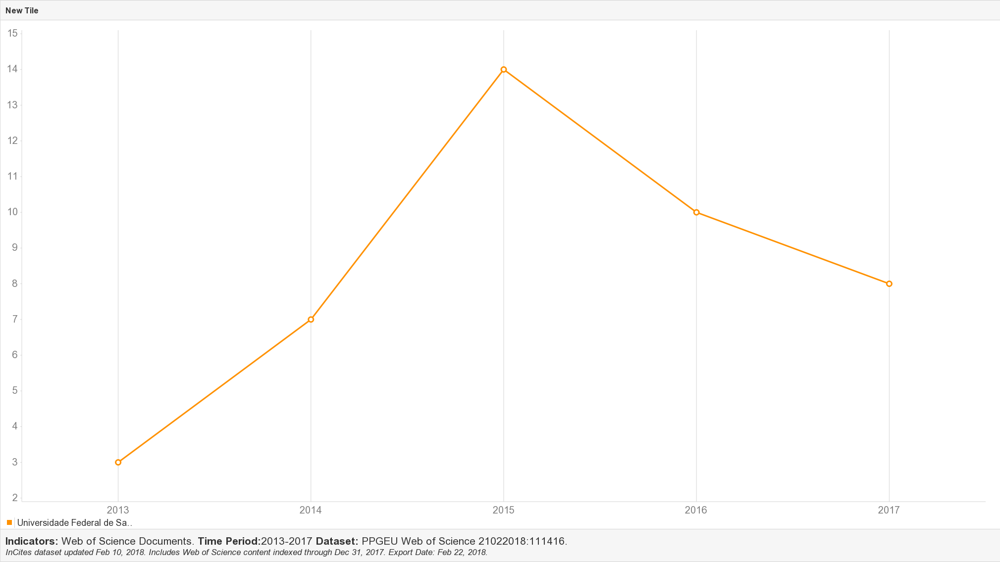 New Tile
15
14
13
12
11
10
9
8
7
6
5
4
3
2
2013 2014 2015 2016 2017
Universidade Federal de Sa..
Indicators: Web of Science Documents. Time Period:2013-2017 Dataset: PPGEU Web of Science 21022018:111416.
InCites dataset updated Feb 10, 2018. Includes Web of Science content indexed through Dec 31, 2017. Export Date: Feb 22, 2018.